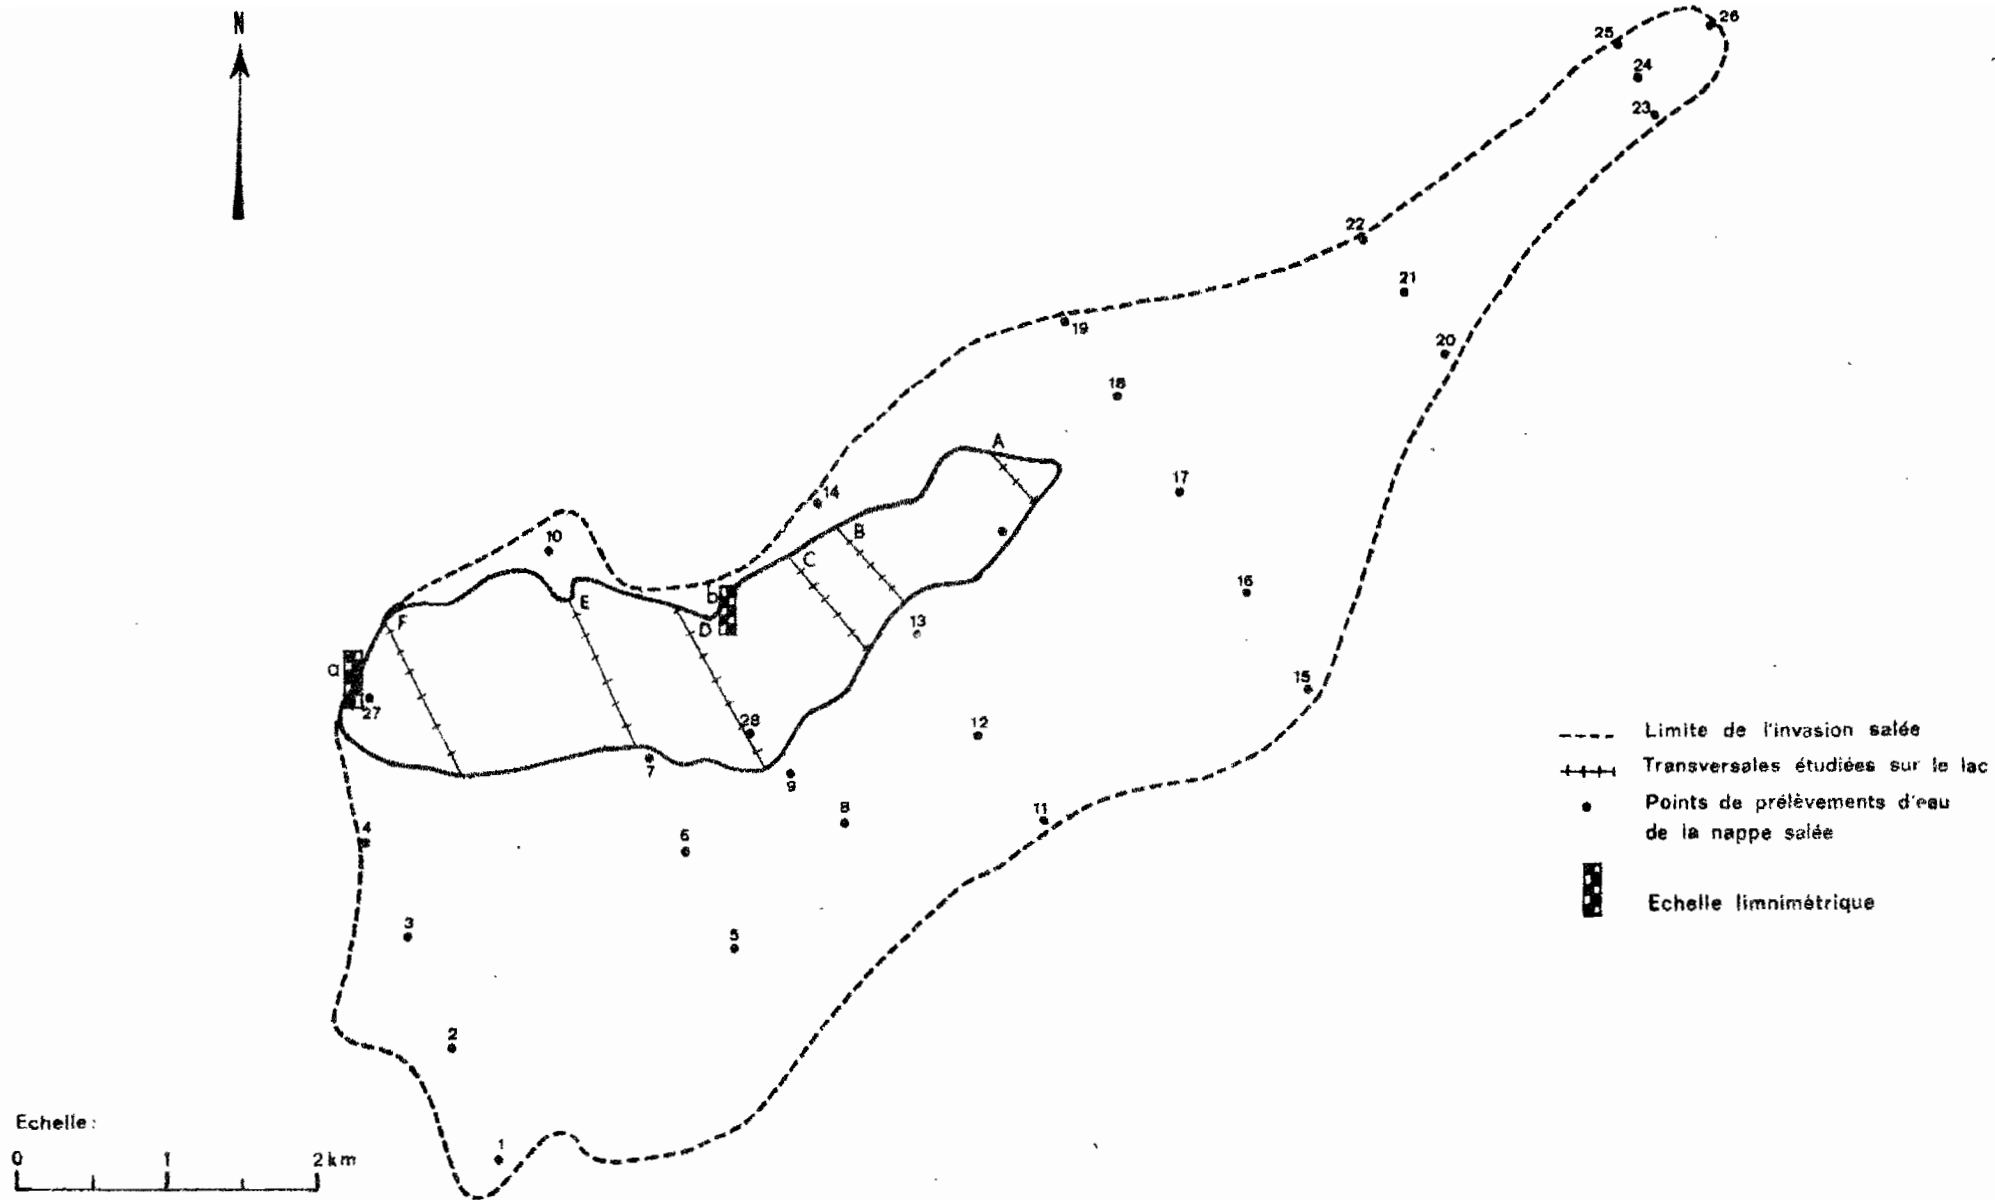 N
26
25
24
23
22
21
20
19
18
A
14
17
B
10
C
16
E
b
F
D
13
a
15
27
28
12
7
9
8
11
4
6
3
5
2
1
Limite de l'invasion salée
Transversales étudiées sur le lac
Points de prélèvements d'eau
de la nappe salée
Echelle limnimétrique
Echelle :
0 1 2 km